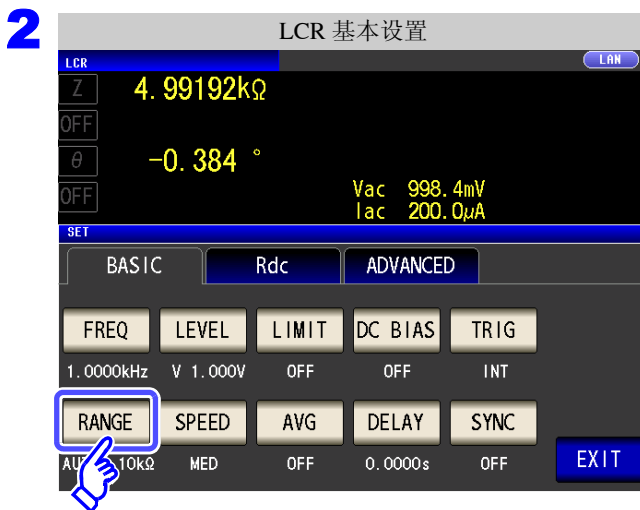 2
LCR 基本设置
LCR
LAN
Z 4.99192kΩ
OFF
θ -0.384 °
OFF
Vac 998.4mV
Iac 200.0μA
SET
BASIC Rdc ADVANCED
FREQ LEVEL LIMIT DC BIAS TRIG
1.0000kHz V 1.000V OFF OFF INT
RANGE SPEED AVG DELAY SYNC
10kΩ MED OFF 0.0000s OFF
EXIT